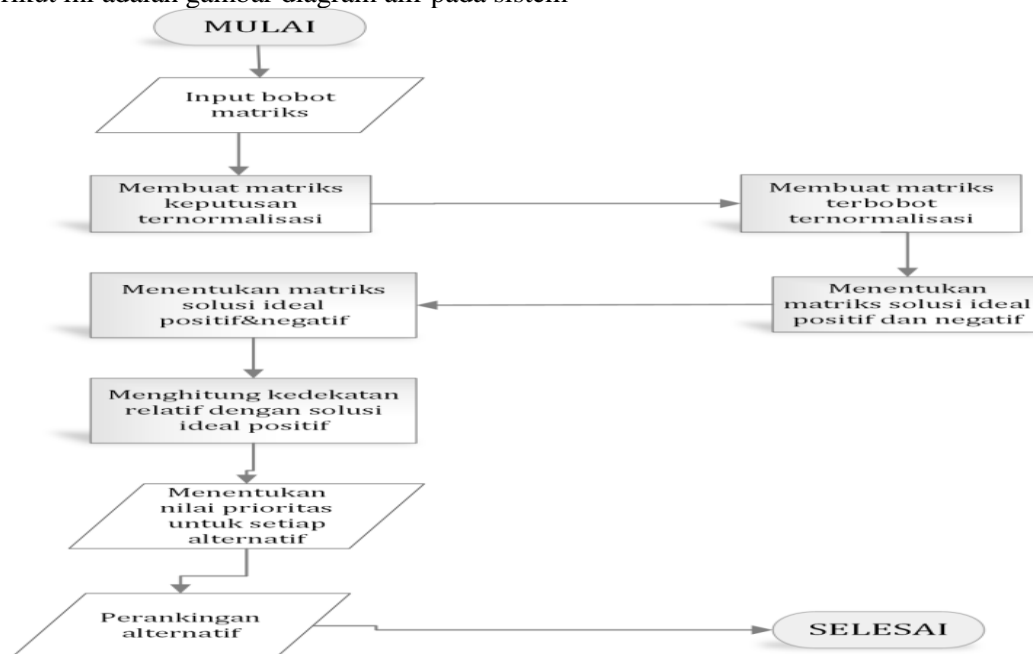 ini adalah gambar diagram alir pada sistem
MULAI
Input bobot
matriks
Membuat matriks
keputusan
ternormalisasi
Membuat matriks
terbobot
ternormalisasi
Menentukan
matriks solusi ideal
positif dan negatif
Menentukan matriks
solusi ideal
positif&negatif
Menghitung kedekatan
relatif dengan solusi
ideal positif
Menentukan
nilai prioritas
untuk setiap
alternatif
Perankingan
alternatif
SELESAI